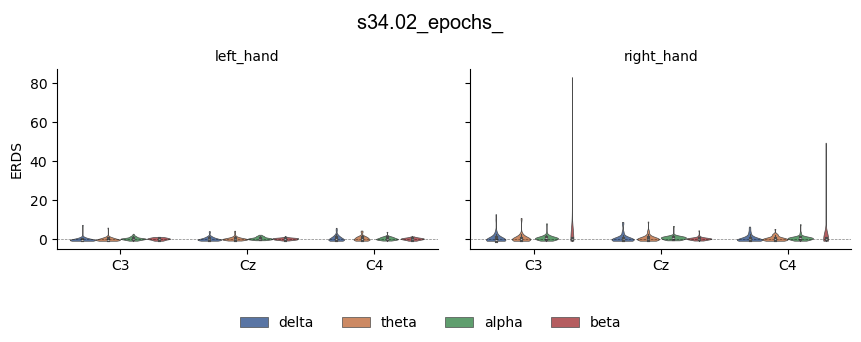 s34.02_epochs_
left_hand
right_hand
ERDS
80
60
40
20
0
C3
Cz
C4
C3
Cz
C4
delta
theta
alpha
beta